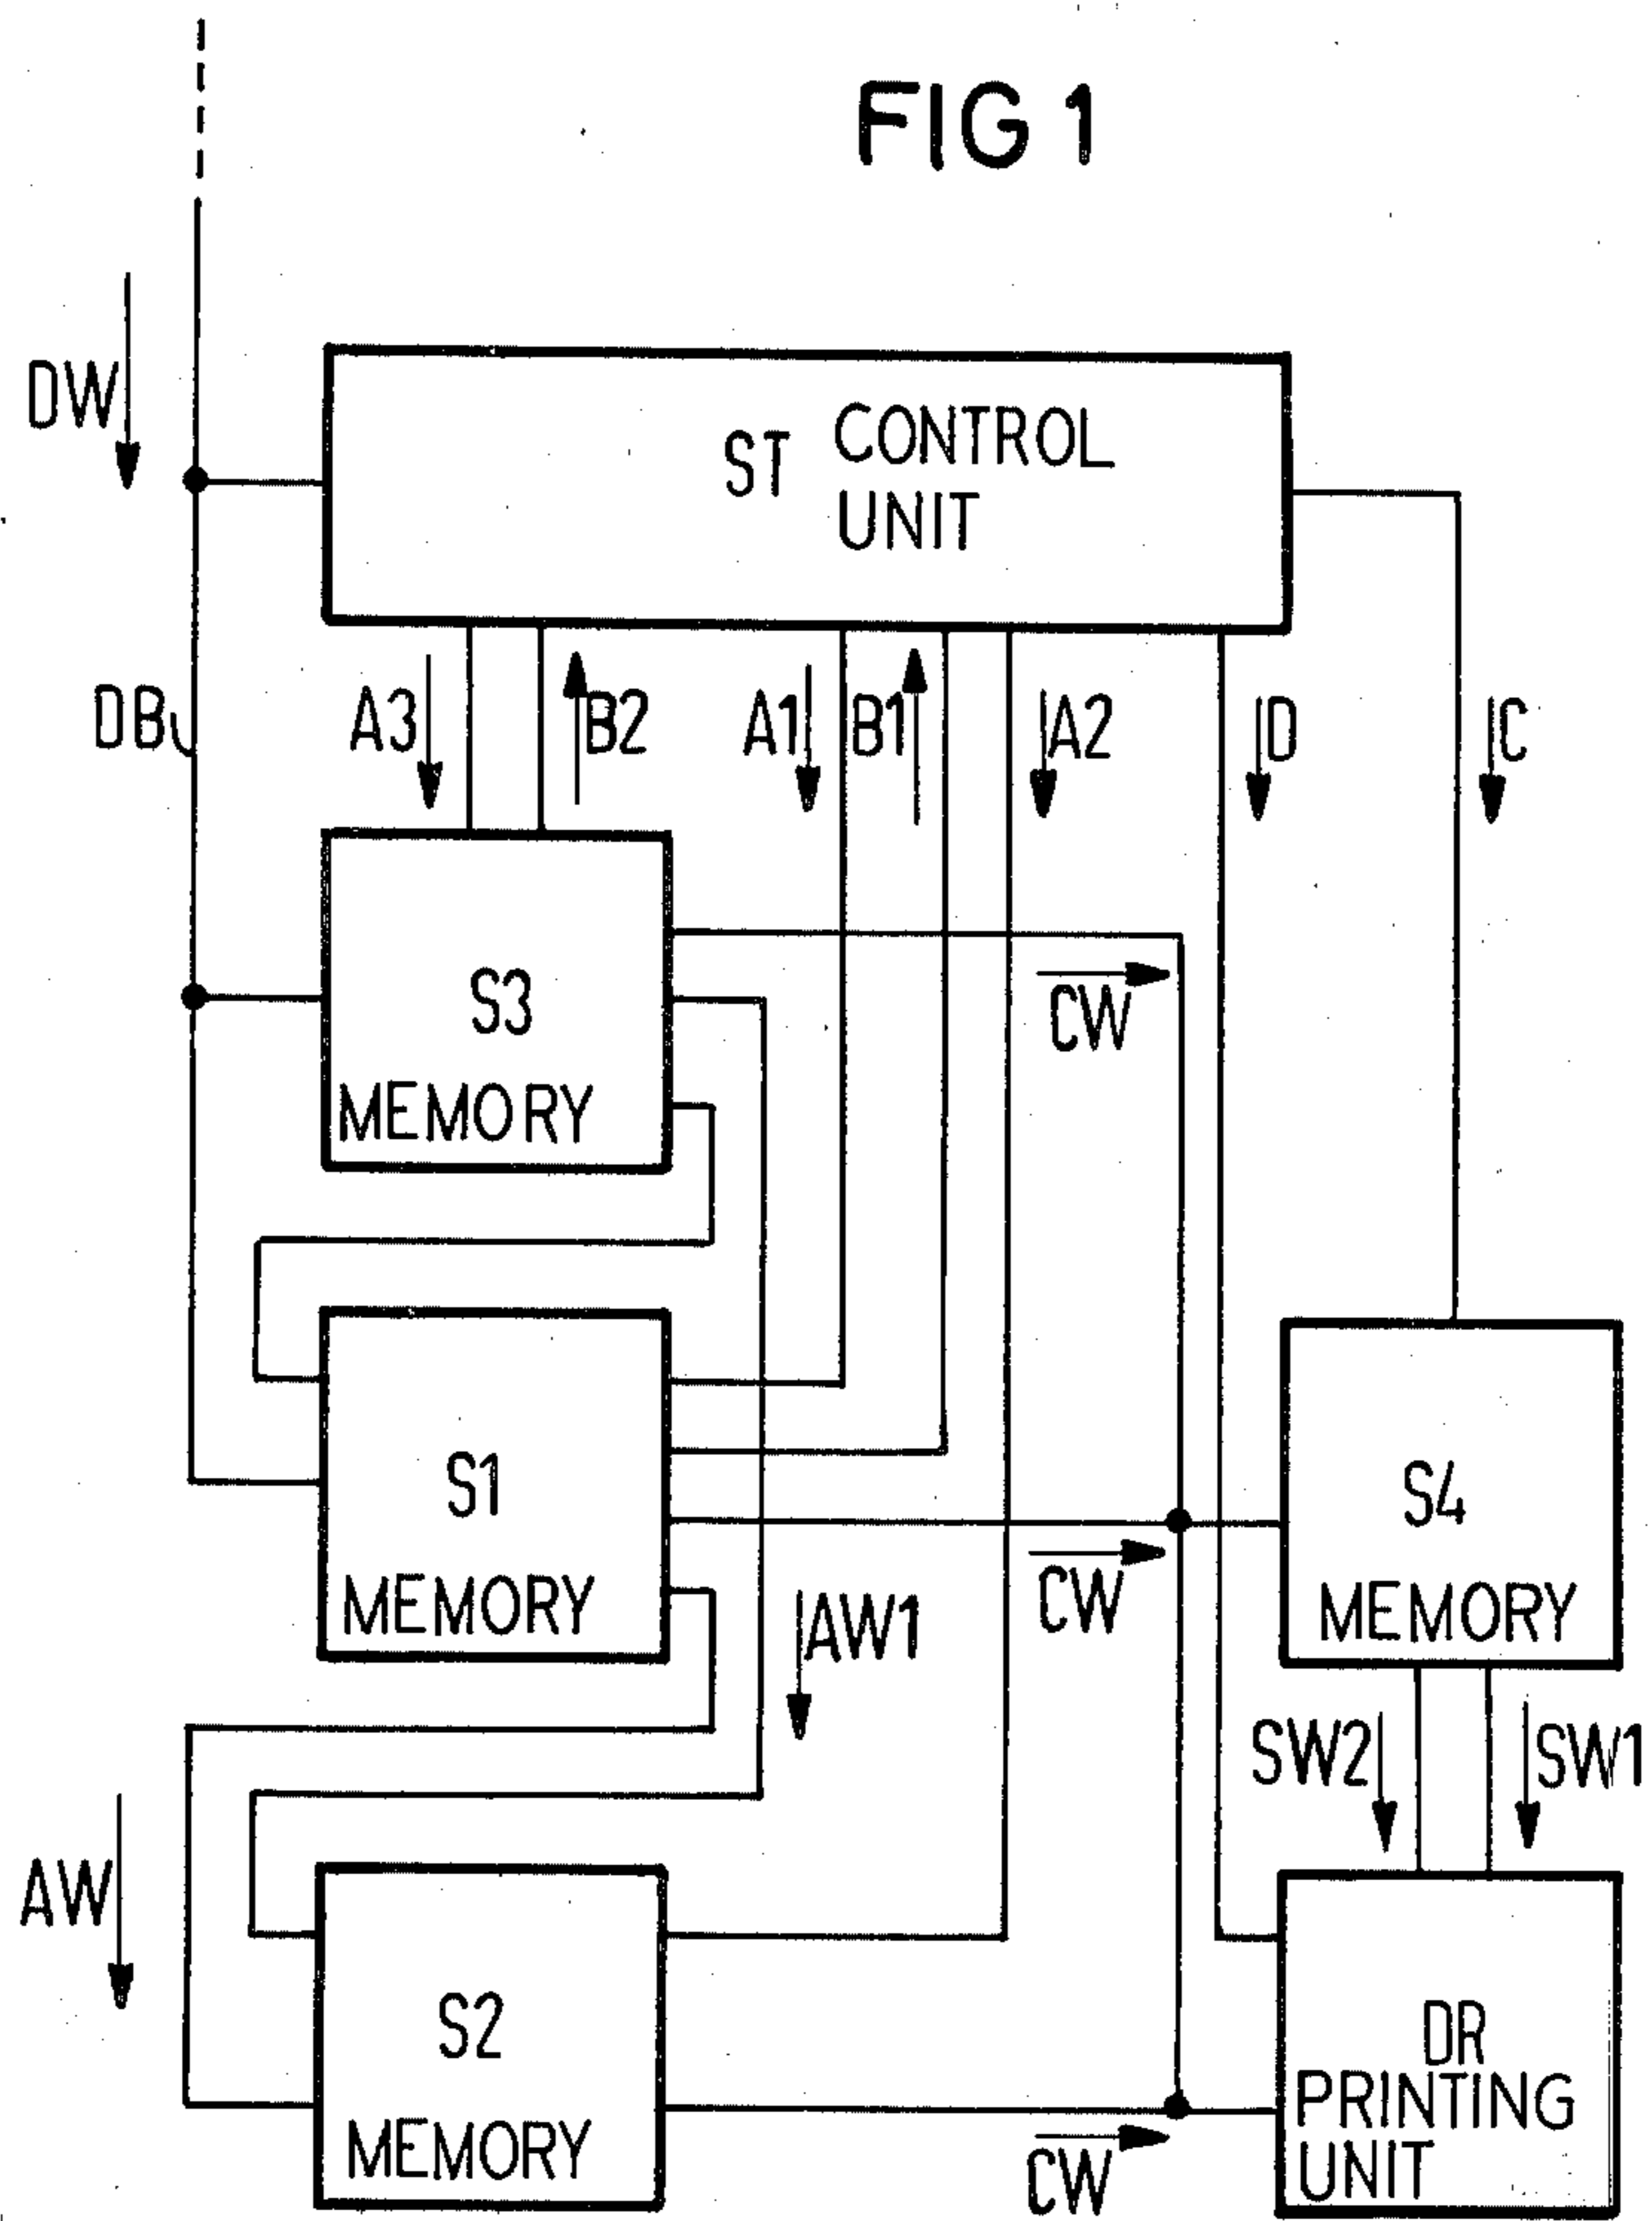 FIG 1
DW
ST CONTROL
UNIT
DB
A3
B2
A1
B1
A2
D
C
S3
MEMORY
CW
S1
MEMORY
CW
S4
MEMORY
AW1
SW2
SW1
AW
S2
MEMORY
CW
DR
PRINTING
UNIT